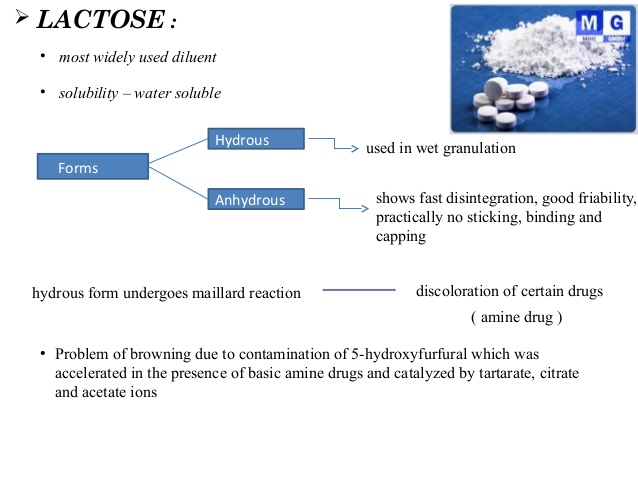 ➢ LACTOSE :
• most widely used diluent
• solubility – water soluble
M G
Forms
Hydrous
used in wet granulation
Anhydrous
shows fast disintegration, good friability,
practically no sticking, binding and
capping
hydrous form undergoes maillard reaction
discoloration of certain drugs
( amine drug )
• Problem of browning due to contamination of 5-hydroxyfurfural which was
accelerated in the presence of basic amine drugs and catalyzed by tartarate, citrate
and acetate ions